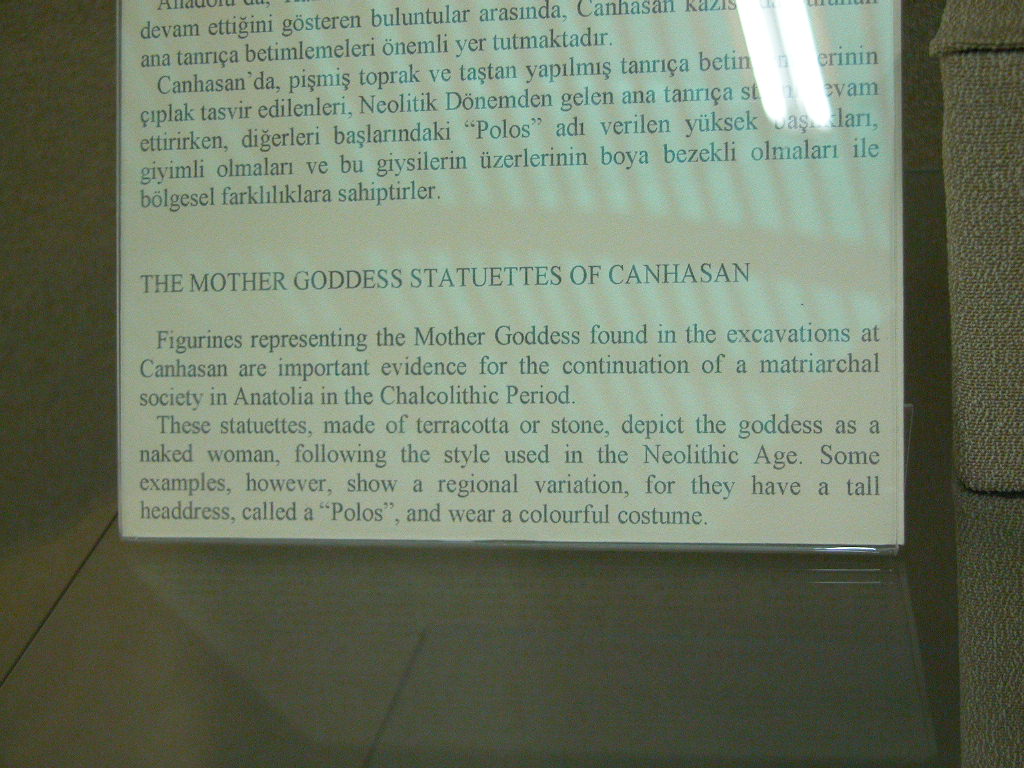 devam ettiğini gösteren buluntular arasında, Canhasan
ana tanrıça betimlemeleri önemli yer tutmaktadır.
Canhasan'da, pişmiş toprak ve taştan yapılmış tanrıça
çıplak tasvir edilenleri, Neolitik Dönemden gelen ana tanrıça
ettirirken, diğerleri başlarındaki “Polos” adı verilen yüksek
giyimli olmaları ve bu giysilerin üzerlerinin boya bezekli olmaları ile
bölgesel farklılıklara sahiptirler.
THE MOTHER GODDESS STATUETTES OF CANHASAN
Figurines representing the Mother Goddess found in the excavations at
Canhasan are important evidence for the continuation of a matriarchal
society in Anatolia in the Chalcolithic Period.
These statuettes, made of terracotta or stone, depict the goddess as a
naked woman, following the style used in the Neolithic Age. Some
examples, however, show a regional variation, for they have a tall
headdress, called a “Polos”, and wear a colourful costume.